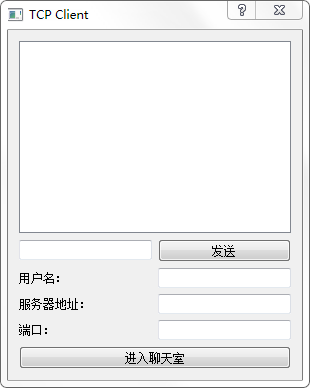 TCP Client
发送
用户名：
服务器地址：
端口：
进入聊天室